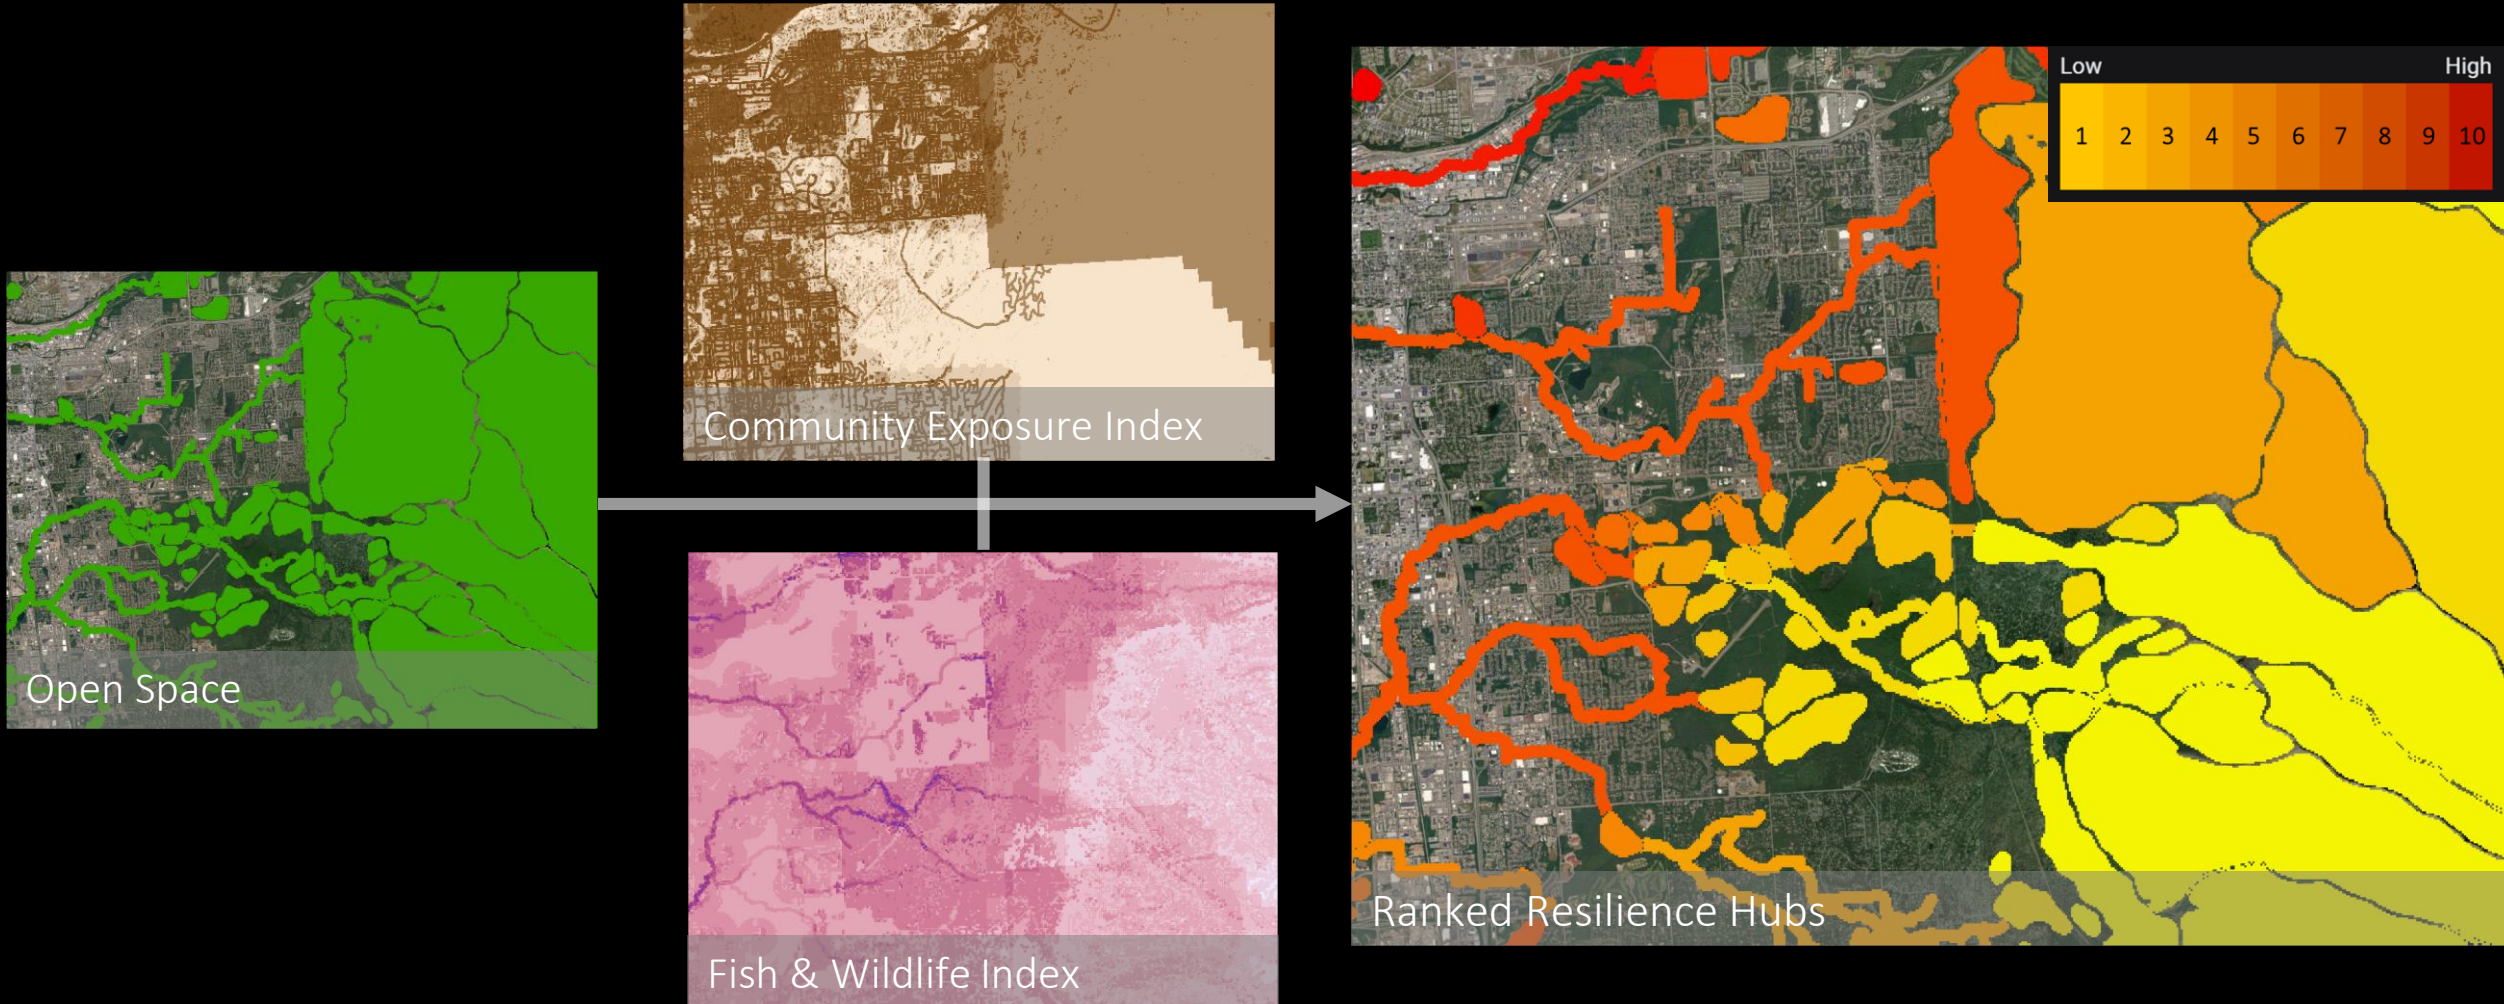 Open Space
Community Exposure Index
Fish & Wildlife Index
Low High
1 2 3 4 5 6 7 8 9 10
Ranked Resilience Hubs